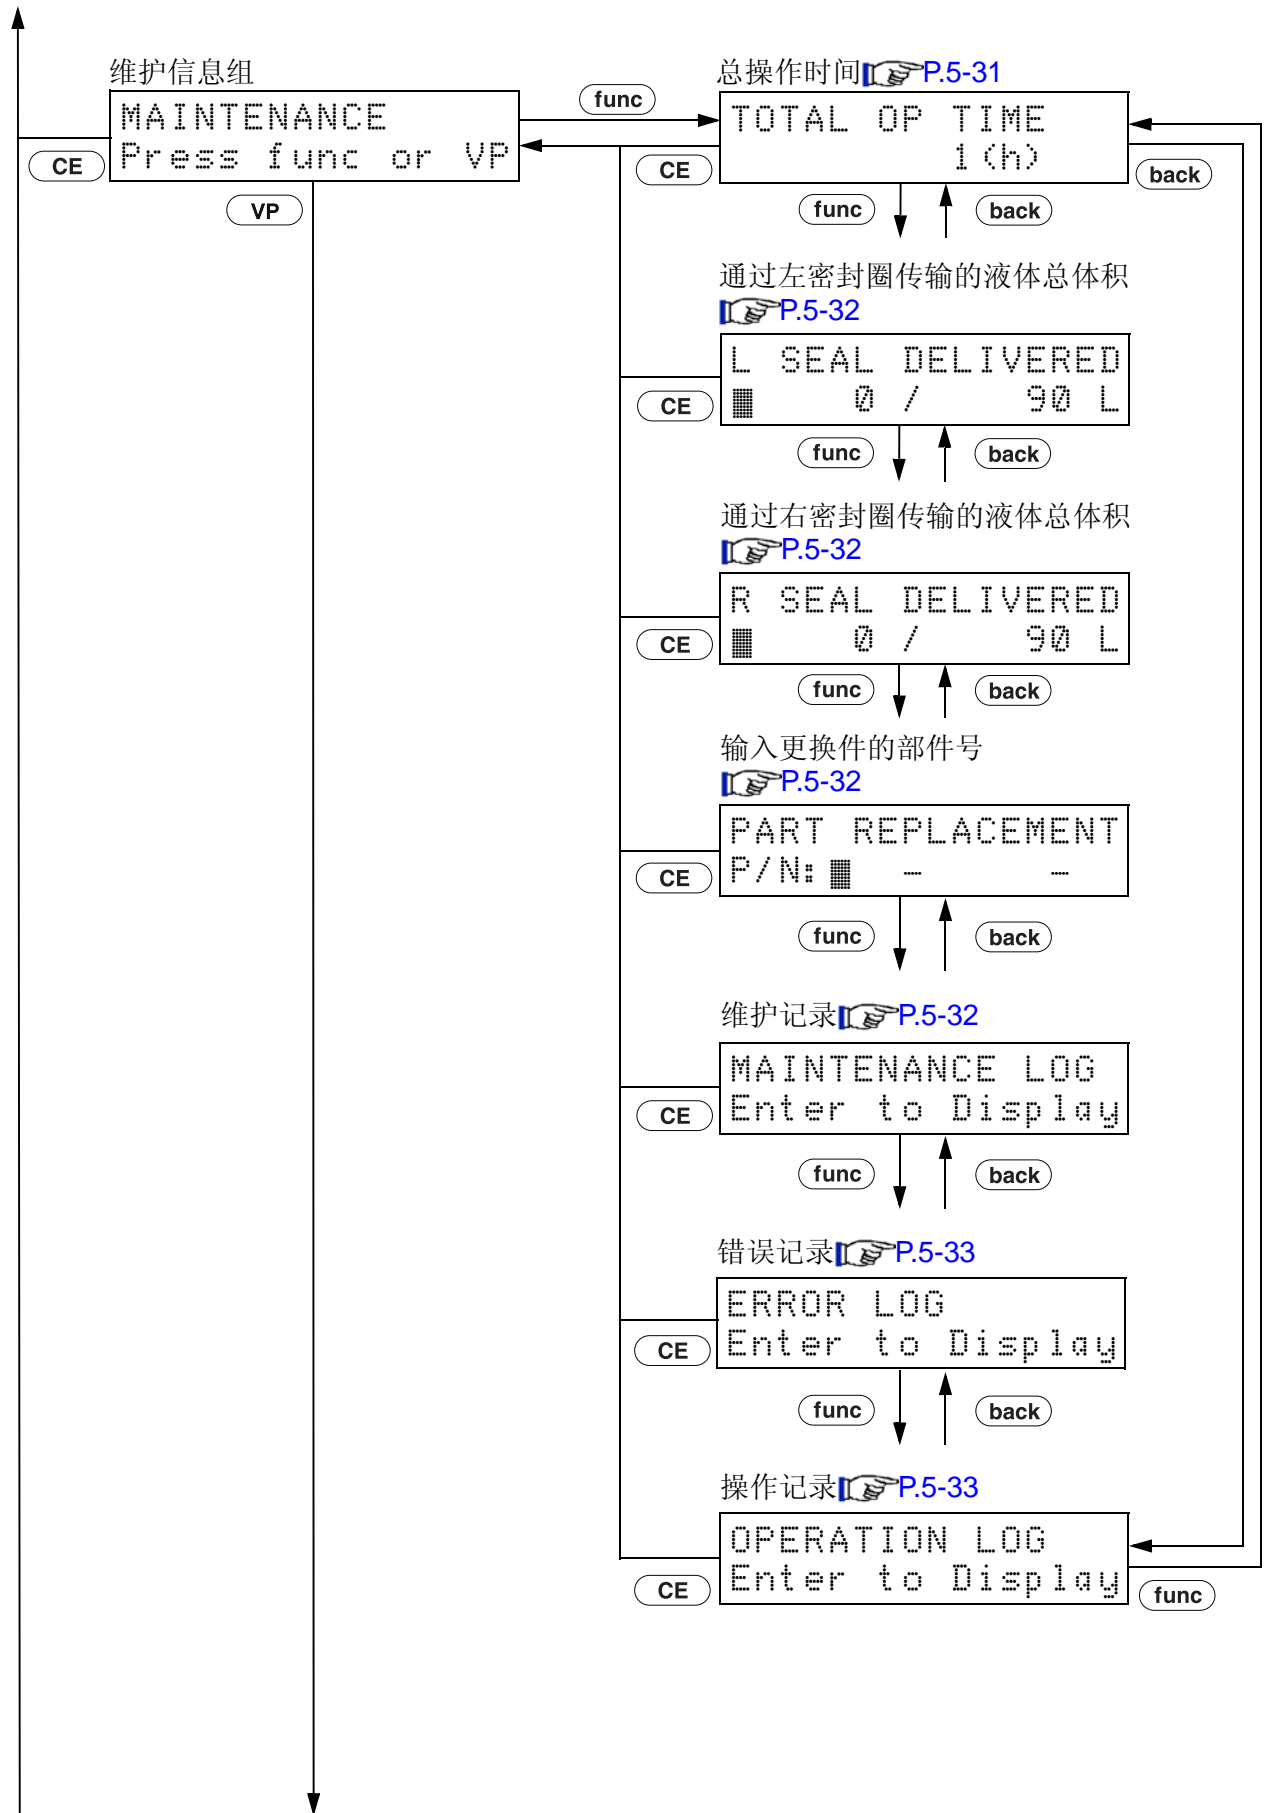 维护信息组
MAINTENANCE
Press func or VP
CE
VP
func
总操作时间 P.5-31
TOTAL OP TIME
1(h)
CE
back
func
back
通过左密封圈传输的液体总体积
P.5-32
L SEAL DELIVERED
0 / 90 L
CE
func
back
通过右密封圈传输的液体总体积
P.5-32
R SEAL DELIVERED
0 / 90 L
CE
func
back
输入更换件的部件号
P.5-32
PART REPLACEMENT
P/N: - -
CE
func
back
维护记录 P.5-32
MAINTENANCE LOG
Enter to Display
CE
func
back
错误记录 P.5-33
ERROR LOG
Enter to Display
CE
func
back
操作记录 P.5-33
OPERATION LOG
Enter to Display
CE
func